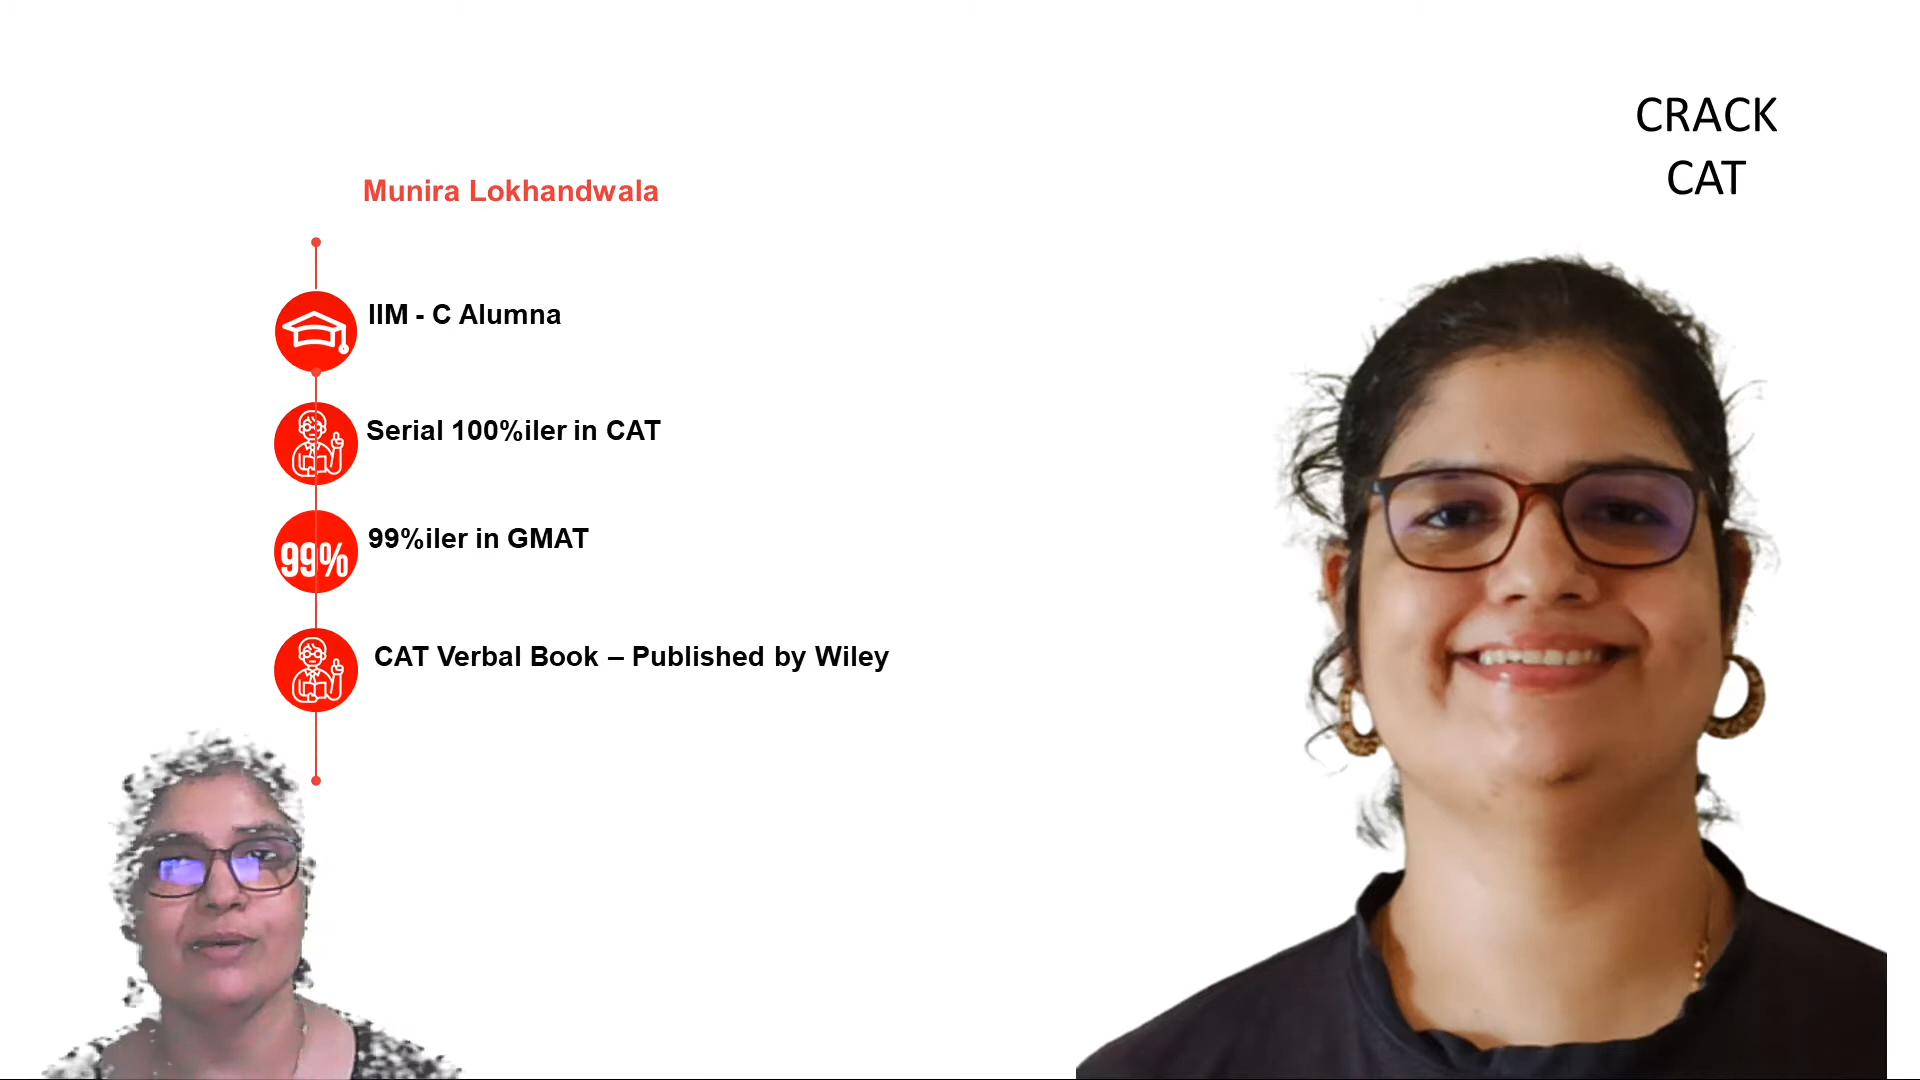 CRACK
CAT
Munira Lokhandwala
IIM - C Alumna
Serial 100%iler in CAT
99%
99%iler in GMAT
CAT Verbal Book – Published by Wiley